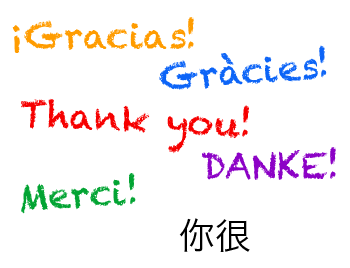 ¡Gracias!
Gràcies!
Thank you!
DANKE!
Merci!
你很